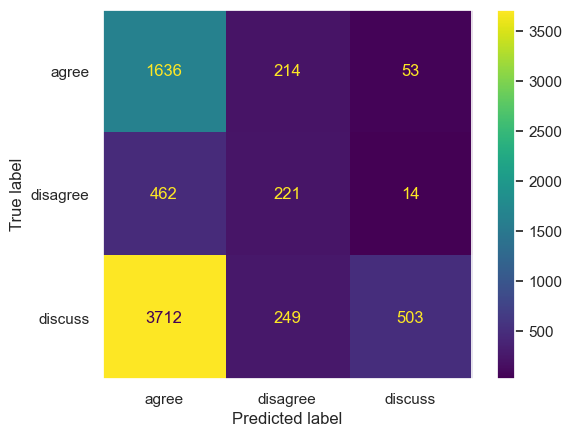 agree 1636 214 53
disagree 462 221 14
discuss 3712 249 503
agree disagree discuss
Predicted label
True label
3500
3000
2500
2000
1500
1000
500